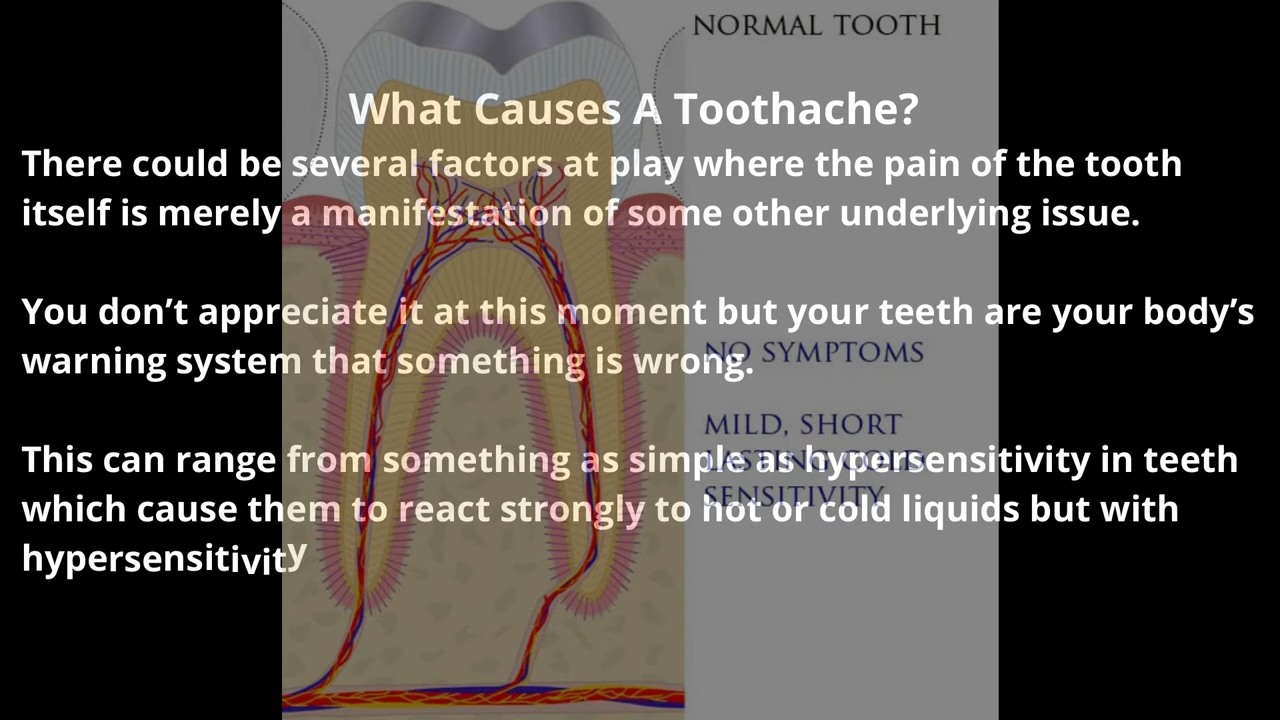 NORMAL TOOTH
What Causes A Toothache?
There could be several factors at play where the pain of the tooth
itself is merely a manifestation of some other underlying issue.
You don’t appreciate it at this moment but your teeth are your body’s
NO SYMPTOMS
warning system that something is wrong.
MILD, SHORT
This can range from something as simple as hypersensitivity in teeth
LASTING COLD
SENSITIVITY
which cause them to react strongly to hot or cold liquids but with
hypersensitivity